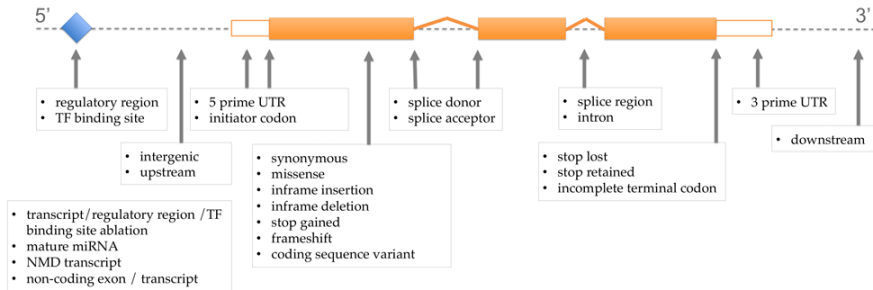 5’
3’
• regulatory region
• TF binding site
• 5 prime UTR
• initiator codon
• splice donor
• splice acceptor
• splice region
• intron
• 3 prime UTR
• downstream
• intergenic
• upstream
• synonymous
• missense
• inframe insertion
• inframe deletion
• stop gained
• frameshift
• coding sequence variant
• stop lost
• stop retained
• incomplete terminal codon
• transcript/regulatory region /TF
binding site ablation
• mature miRNA
• NMD transcript
• non-coding exon / transcript